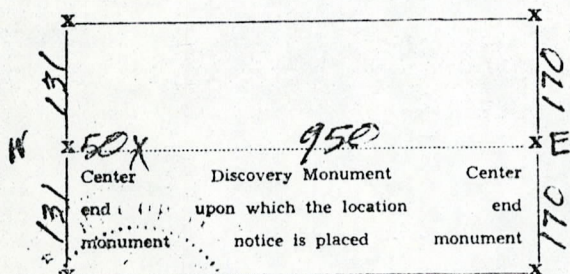 X X
131 170
W X 50X 950 X E
Center Discovery Monument Center
end upon which the location end
monument notice is placed monument
131 170
X X